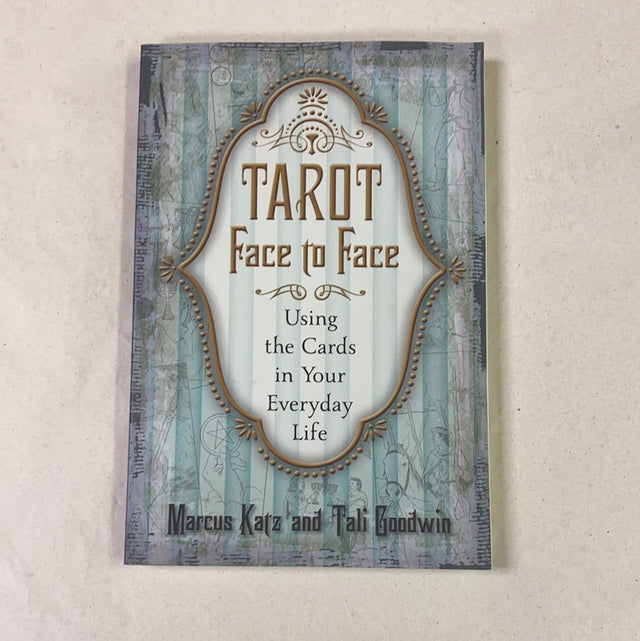 TAROT
Face to Face
Using
the Cards
in Your
Everyday
Life
Marcus Katz and Tali Goodwin